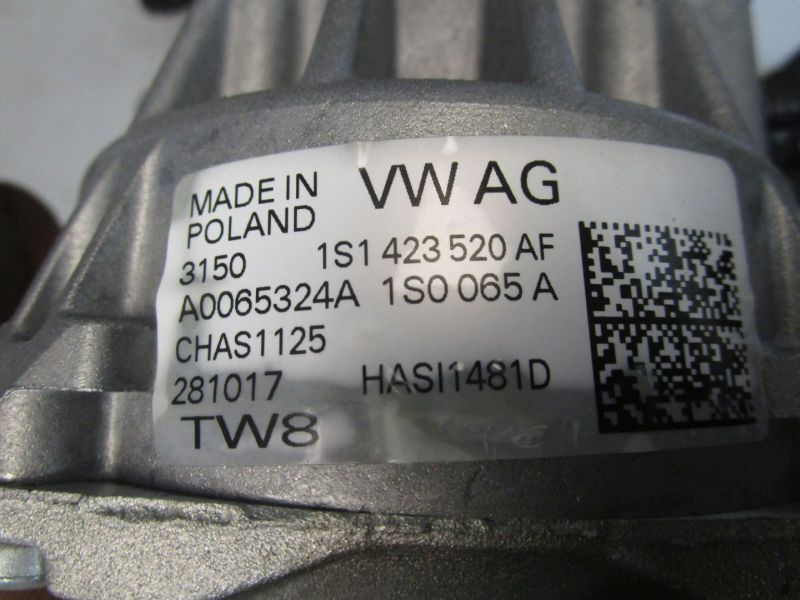 MADE IN VW AG
POLAND
3150 1S1 423 520 AF
A0065324A 1S0 065 A
CHAS1125
281017 HASI1481D
TW8